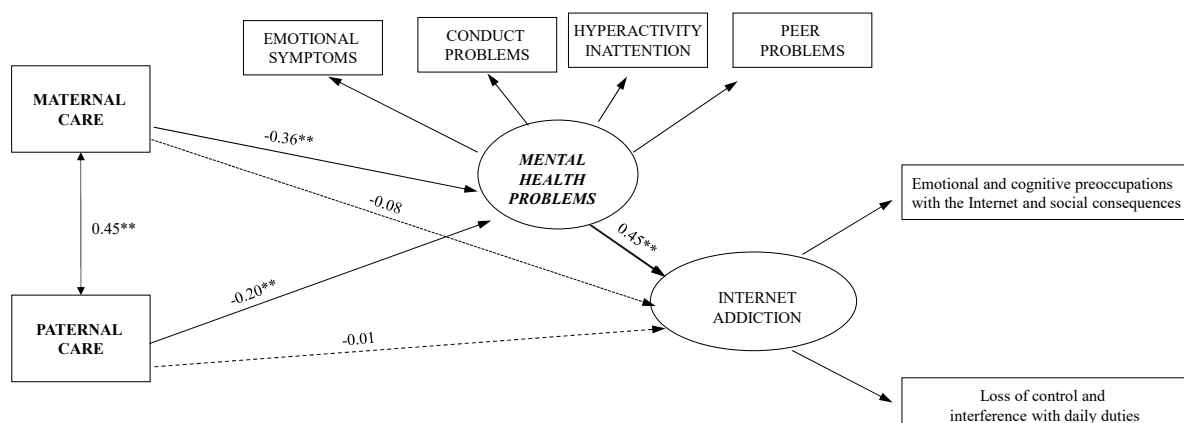 EMOTIONAL
SYMPTOMS
CONDUCT
PROBLEMS
HYPERACTIVITY
INATTENTION
PEER
PROBLEMS
MATERNAL
CARE
-0.36**
MENTAL
HEALTH
PROBLEMS
-0.08
0.45**
0.45**
Emotional and cognitive preoccupations
with the Internet and social consequences
-0.20**
INTERNET
ADDICTION
PATERNAL
CARE
-0.01
Loss of control and
interference with daily duties